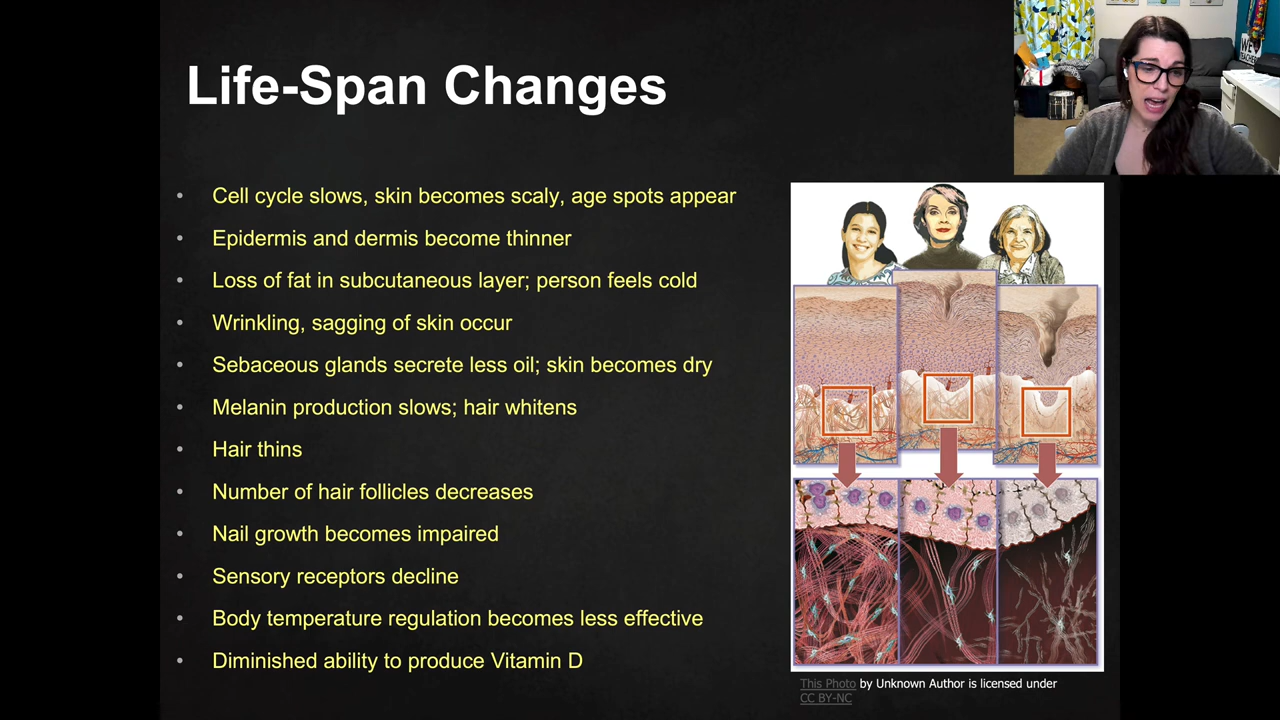 Life-Span Changes
• Cell cycle slows, skin becomes scaly, age spots appear
• Epidermis and dermis become thinner
• Loss of fat in subcutaneous layer; person feels cold
• Wrinkling, sagging of skin occur
• Sebaceous glands secrete less oil; skin becomes dry
• Melanin production slows; hair whitens
• Hair thins
• Number of hair follicles decreases
• Nail growth becomes impaired
• Sensory receptors decline
• Body temperature regulation becomes less effective
• Diminished ability to produce Vitamin D
This Photo by Unknown Author is licensed under
CC BY-NC